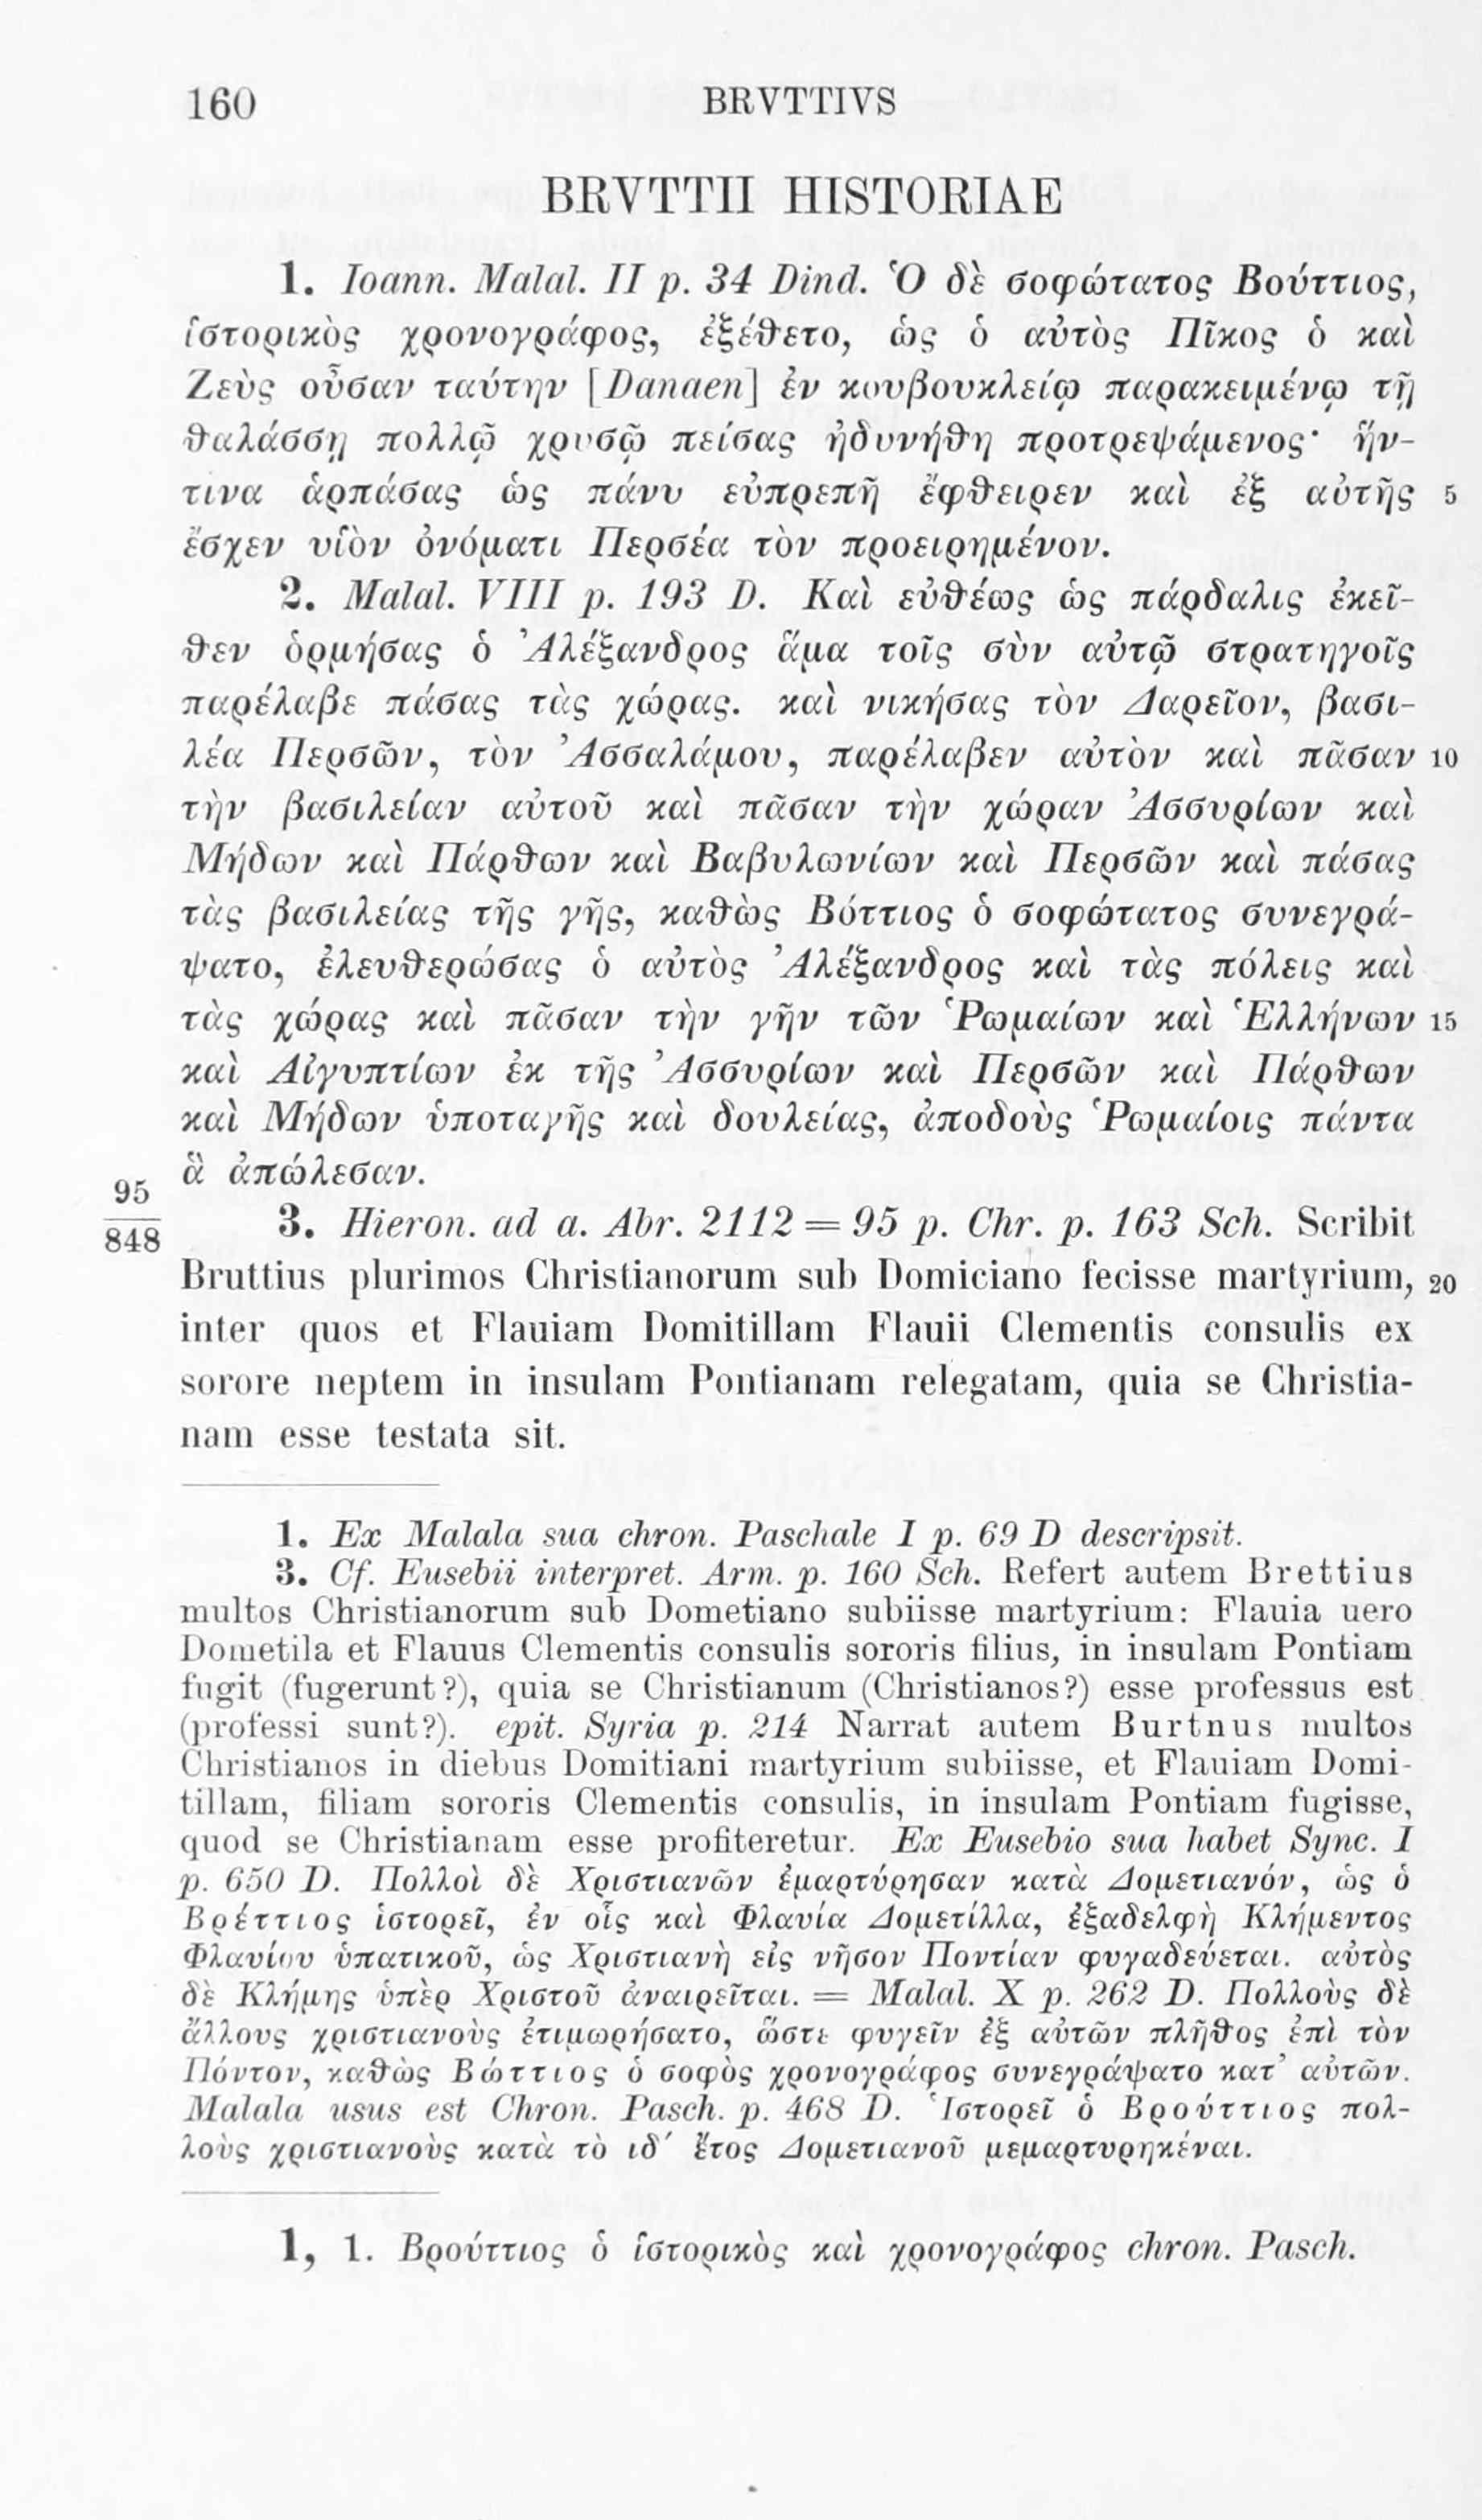 160 BRVTTIVS
BRVTTII HISTORIAE
1. Ioann. Malal. II p. 34 Dind. Ὁ δὲ σοφώτατος Βούττιος,
ἱστορικὸς χρονογράφος, ἐξέθετο, ὡς ὁ αὐτὸς Πῖκος ὁ καὶ
Ζεὺς οὖσαν ταύτην [Danaen] ἐν κουβουκλείῳ παρακειμένῳ τῇ
θαλάσσῃ πολλῷ χρυσῷ πείσας ἠδυνήθη προτρεψάμενος· ἥν-
τινα ἁρπάσας ὡς πάνυ εὐπρεπῆ ἔφθειρεν καὶ ἐξ αὐτῆς 5
ἔσχεν υἱὸν ὀνόματι Περσέα τὸν προειρημένον.
2. Malal. VIII p. 193 D. Καὶ εὐθέως ὡς πάρδαλις ἐκεῖ-
θεν ὁρμήσας ὁ Ἀλέξανδρος ἅμα τοῖς σὺν αὐτῷ στρατηγοῖς
παρέλαβε πάσας τὰς χώρας. καὶ νικήσας τὸν Δαρεῖον, βασι-
λέα Περσῶν, τὸν Ἀσσαλάμου, παρέλαβεν αὐτὸν καὶ πᾶσαν 10
τὴν βασιλείαν αὐτοῦ καὶ πᾶσαν τὴν χώραν Ἀσσυρίων καὶ
Μήδων καὶ Πάρθων καὶ Βαβυλωνίων καὶ Περσῶν καὶ πάσας
τὰς βασιλείας τῆς γῆς, καθὼς Βόττιος ὁ σοφώτατος συνεγρά-
ψατο, ἐλευθερώσας ὁ αὐτὸς Ἀλέξανδρος καὶ τὰς πόλεις καὶ
τὰς χώρας καὶ πᾶσαν τὴν γῆν τῶν Ῥωμαίων καὶ Ἑλλήνων 15
καὶ Αἰγυπτίων ἐκ τῆς Ἀσσυρίων καὶ Περσῶν καὶ Πάρθων
καὶ Μήδων ὑποταγῆς καὶ δουλείας, ἀποδοὺς Ῥωμαίοις πάντα
ἃ ἀπώλεσαν.
95
848
3. Hieron. ad a. Abr. 2112 = 95 p. Chr. p. 163 Sch. Scribit
Bruttius plurimos Christianorum sub Domiciano fecisse martyrium, 20
inter quos et Flauiam Domitillam Flauii Clementis consulis ex
sorore neptem in insulam Pontianam relegatam, quia se Christia-
nam esse testata sit.
1. Ex Malala sua chron. Paschale I p. 69 D descripsit.
3. Cf. Eusebii interpret. Arm. p. 160 Sch. Refert autem Brettius
multos Christianorum sub Dometiano subiisse martyrium: Flauia uero
Dometila et Flauus Clementis consulis sororis filius, in insulam Pontiam
fugit (fugerunt?), quia se Christianum (Christianos?) esse professus est
(professi sunt?). epit. Syria p. 214 Narrat autem Burtnus multos
Christianos in diebus Domitiani martyrium subiisse, et Flauiam Domi-
tillam, filiam sororis Clementis consulis, in insulam Pontiam fugisse,
quod se Christianam esse profiteretur. Ex Eusebio sua habet Sync. I
p. 650 D. Πολλοὶ δὲ Χριστιανῶν ἐμαρτύρησαν κατὰ Δομετιανόν, ὡς ὁ
Βρέττιος ἱστορεῖ, ἐν οἷς καὶ Φλαυία Δομετίλλα, ἐξαδελφὴ Κλήμεντος
Φλαυίου ὑπατικοῦ, ὡς Χριστιανὴ εἰς νῆσον Ποντίαν φυγαδεύεται. αὐτὸς
δὲ Κλήμης ὑπὲρ Χριστοῦ ἀναιρεῖται. = Malal. X p. 262 D. Πολλοὺς δὲ
ἄλλους χριστιανοὺς ἐτιμωρήσατο, ὥστε φυγεῖν ἐξ αὐτῶν πλῆθος ἐπὶ τὸν
Πόντον, καθὼς Βώττιος ὁ σοφὸς χρονογράφος συνεγράψατο κατ᾽ αὐτῶν.
Malala usus est Chron. Pasch. p. 468 D. Ἱστορεῖ ὁ Βρούττιος πολ-
λοὺς χριστιανοὺς κατὰ τὸ ιδ´ ἔτος Δομετιανοῦ μεμαρτυρηκέναι.
1, 1. Βρούττιος ὁ ἱστορικὸς καὶ χρονογράφος chron. Pasch.